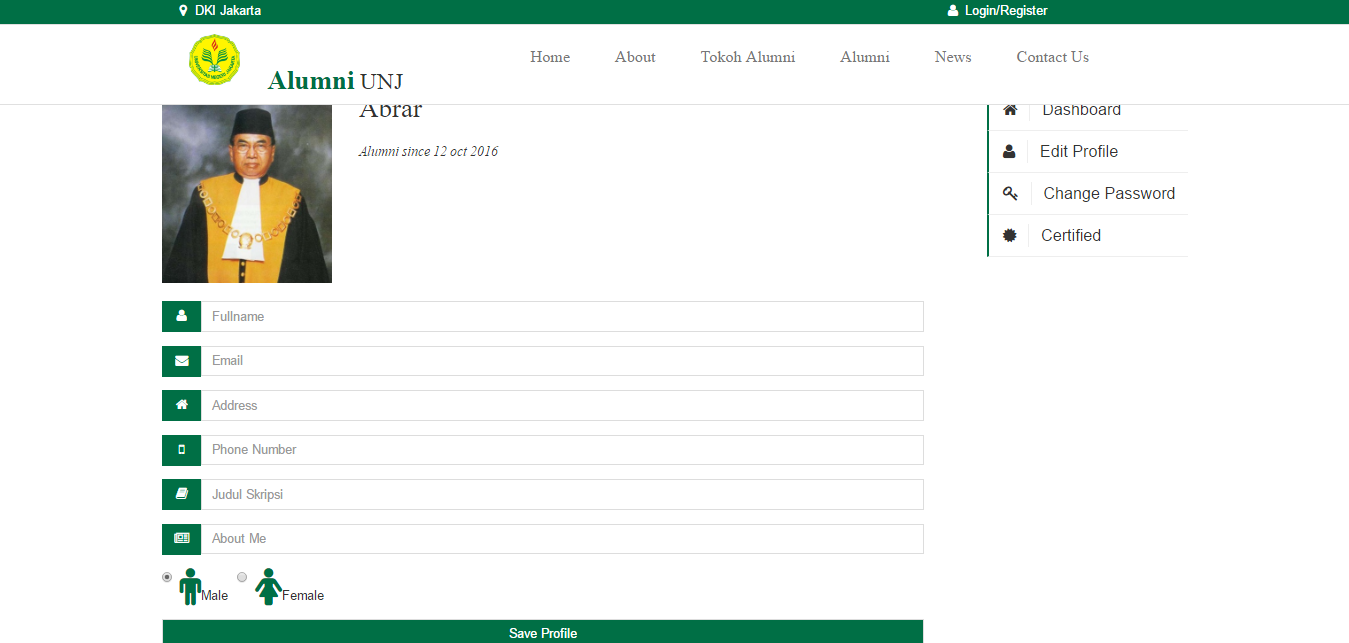 DKI Jakarta
Login/Register
Alumni UNJ
Home About Tokoh Alumni Alumni News Contact Us
Abrar
Alumni since 12 oct 2016
Dashboard
Edit Profile
Change Password
Certified
Fullname
Email
Address
Phone Number
Judul Skripsi
About Me
Male Female
Save Profile